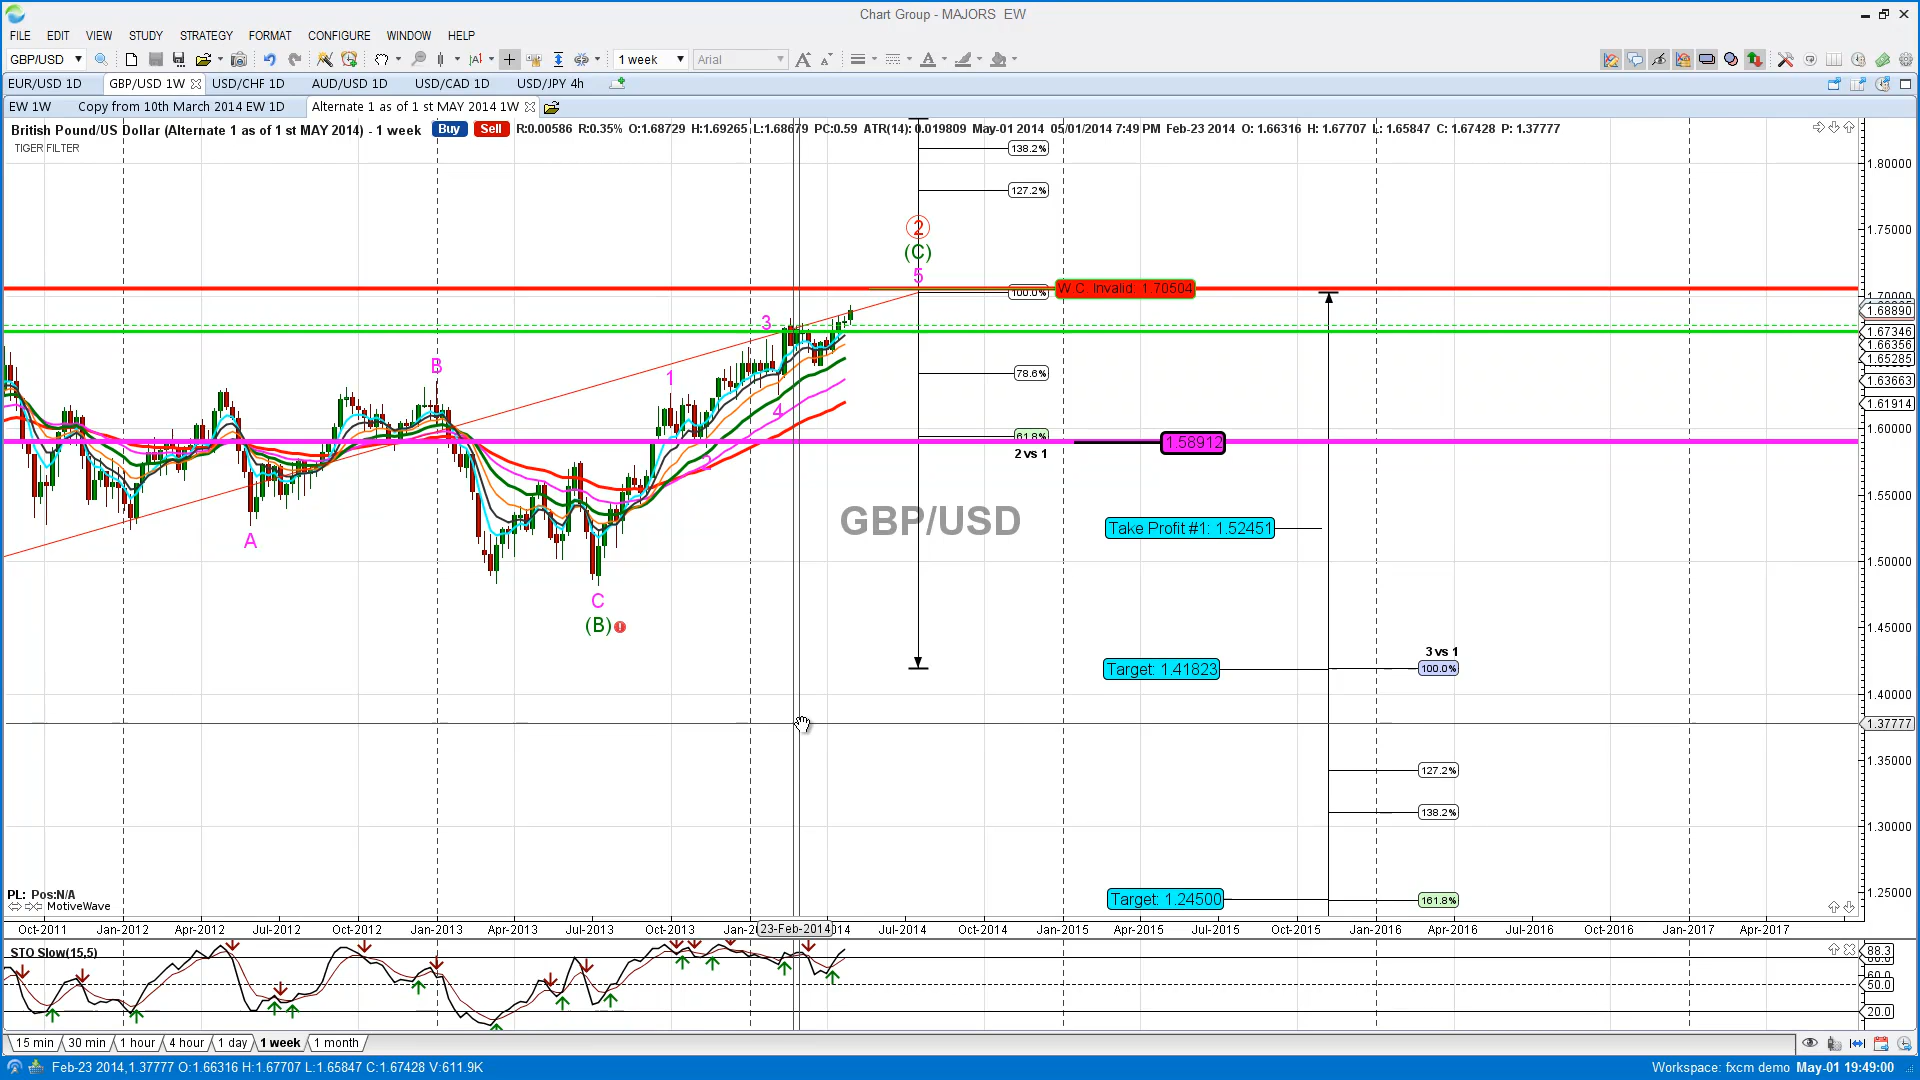 Chart Group - MAJORS EW
FILE EDIT VIEW STUDY STRATEGY FORMAT CONFIGURE WINDOW HELP
GBP/USD 1 week Arial
EUR/USD 1D GBP/USD 1W USD/CHF 1D AUD/USD 1D USD/CAD 1D USD/JPY 4h
EW 1W Copy from 10th March 2014 EW 1D Alternate 1 as of 1 st MAY 2014 1W
British Pound/US Dollar (Alternate 1 as of 1 st MAY 2014) - 1 week Buy Sell R:0.00586 R:0.35% O:1.68729 H:1.69265 L:1.68679 PC:0.59 ATR(14): 0.019809 May-01 2014 05/01/2014 7:49 PM Feb-23 2014 O: 1.66316 H: 1.67707 L: 1.65847 C: 1.67428 P: 1.37777
TIGER FILTER
138.2%
1.80000
127.2%
2
1.75000
(C)
5
100.0%
W.C. Invalid: 1.70504
1.70000
1.68890
3
1.67346
1.66356
1.65285
B
1
78.6%
1.63663
4
1.61914
61.8%
1.60000
1.58912
2 vs 1
2
1.55000
GBP/USD
Take Profit #1: 1.52451
A
1.50000
C
(B)
1.45000
3 vs 1
Target: 1.41823
100.0%
1.40000
1.37777
127.2%
1.35000
138.2%
1.30000
PL: Pos:N/A
1.25000
Target: 1.24500
161.8%
MotiveWave
Oct-2011 Jan-2012 Apr-2012 Jul-2012 Oct-2012 Jan-2013 Apr-2013 Jul-2013 Oct-2013 23-Feb-2014 Jul-2014 Oct-2014 Jan-2015 Apr-2015 Jul-2015 Oct-2015 Jan-2016 Apr-2016 Jul-2016 Oct-2016 Jan-2017 Apr-2017
STO Slow(15,5)
88.3
50.0
20.0
15 min 30 min 1 hour 4 hour 1 day 1 week 1 month
Feb-23 2014,1.37777 O:1.66316 H:1.67707 L:1.65847 C:1.67428 V:611.9K
Workspace: fxcm demo May-01 19:49:00